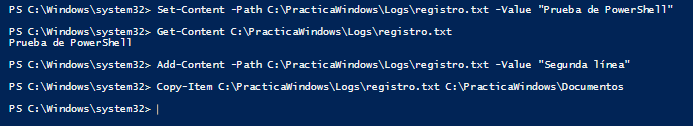 PS C:\Windows\system32> Set-Content -Path C:\PracticaWindows\Logs\registro.txt -Value "Prueba de PowerShell"
PS C:\Windows\system32> Get-Content C:\PracticaWindows\Logs\registro.txt
Prueba de PowerShell
PS C:\Windows\system32> Add-Content -Path C:\PracticaWindows\Logs\registro.txt -Value "Segunda línea"
PS C:\Windows\system32> Copy-Item C:\PracticaWindows\Logs\registro.txt C:\PracticaWindows\Documentos
PS C:\Windows\system32>